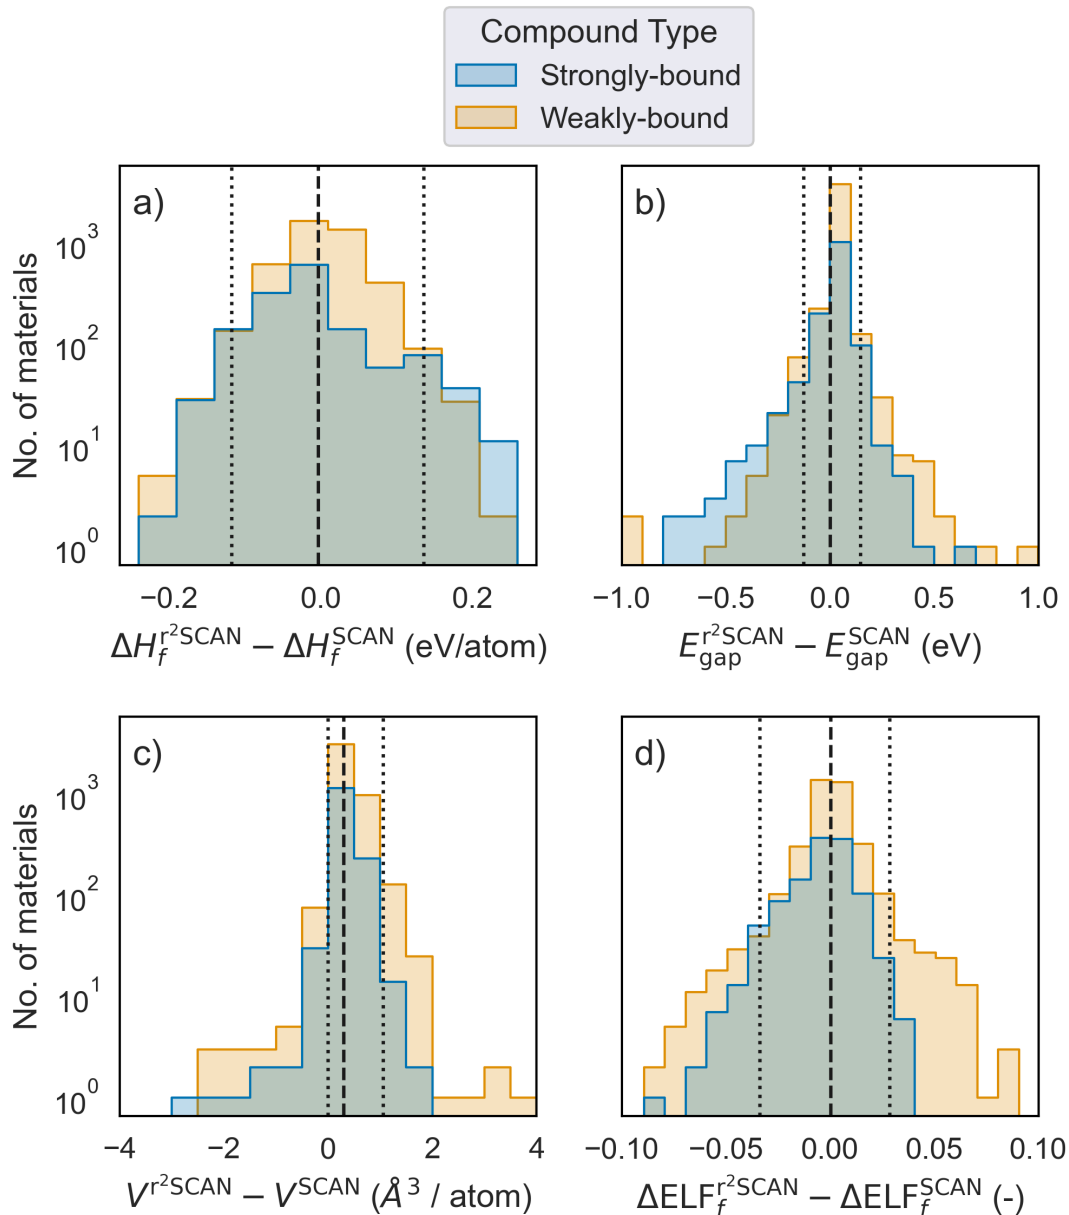 Compound Type
Strongly-bound
Weakly-bound
a)
No. of materials
10³
10²
10¹
10⁰
−0.2 0.0 0.2
ΔH_f^{r²SCAN} − ΔH_f^{SCAN} (eV/atom)
b)
−1.0 −0.5 0.0 0.5 1.0
E_gap^{r²SCAN} − E_gap^{SCAN} (eV)
c)
No. of materials
10³
10²
10¹
10⁰
−4 −2 0 2 4
V^{r²SCAN} − V^{SCAN} (Å³ / atom)
d)
−0.10 −0.05 0.00 0.05 0.10
ΔELF_f^{r²SCAN} − ΔELF_f^{SCAN} (-)